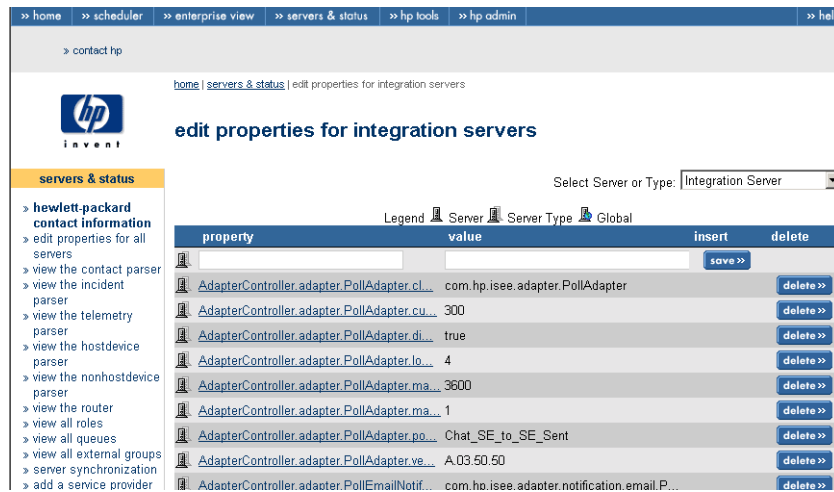 » home » scheduler » enterprise view » servers & status » hp tools » hp admin
» contact hp
home | servers & status | edit properties for integration servers
hp
invent
edit properties for integration servers
servers & status
Select Server or Type: Integration Server
» hewlett-packard
contact information
» edit properties for all
servers
» view the contact parser
» view the incident
parser
» view the telemetry
parser
» view the hostdevice
parser
» view the nonhostdevice
parser
» view the router
» view all roles
» view all queues
» view all external groups
» server synchronization
» add a service provider
Legend Server Server Type Global
property value insert delete
save »
AdapterController.adapter.PollAdapter.cl... com.hp.isee.adapter.PollAdapter delete »
AdapterController.adapter.PollAdapter.cu... 300 delete »
AdapterController.adapter.PollAdapter.di... true delete »
AdapterController.adapter.PollAdapter.lo... 4 delete »
AdapterController.adapter.PollAdapter.ma... 3600 delete »
AdapterController.adapter.PollAdapter.ma... 1 delete »
AdapterController.adapter.PollAdapter.po... Chat_SE_to_SE_Sent delete »
AdapterController.adapter.PollAdapter.ve... A.03.50.50 delete »
AdapterController.adapter.PollEmailNotif... com.hp.isee.adapter.notification.email.P... delete »